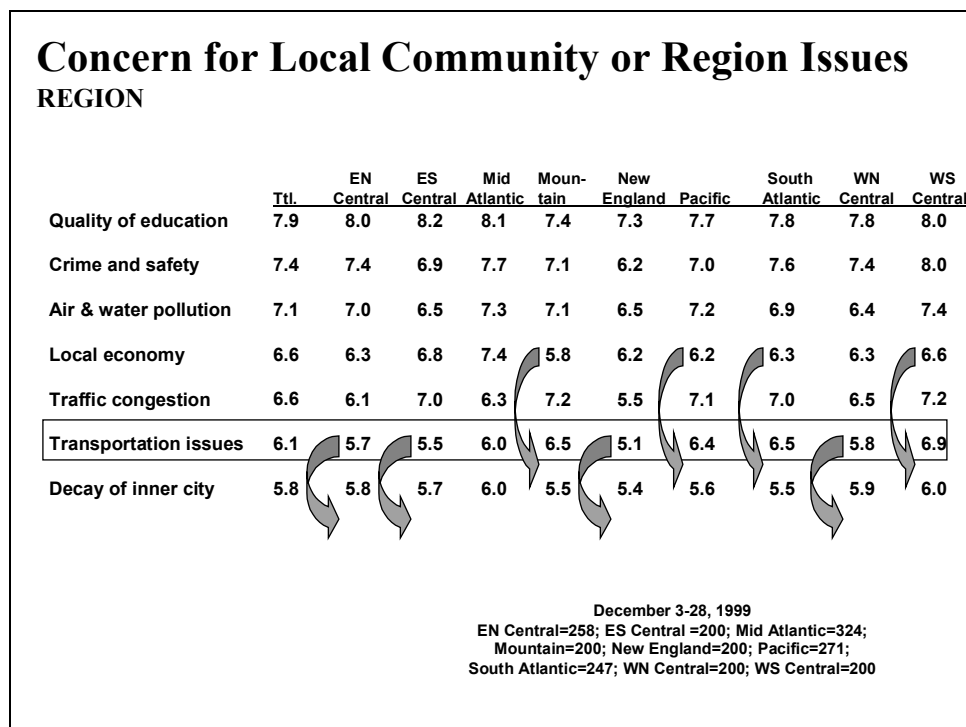 Concern for Local Community or Region Issues
REGION
EN ES Mid Moun- New South WN WS
Ttl. Central Central Atlantic tain England Pacific Atlantic Central Central
Quality of education 7.9 8.0 8.2 8.1 7.4 7.3 7.7 7.8 7.8 8.0
Crime and safety 7.4 7.4 6.9 7.7 7.1 6.2 7.0 7.6 7.4 8.0
Air & water pollution 7.1 7.0 6.5 7.3 7.1 6.5 7.2 6.9 6.4 7.4
Local economy 6.6 6.3 6.8 7.4 5.8 6.2 6.2 6.3 6.3 6.6
Traffic congestion 6.6 6.1 7.0 6.3 7.2 5.5 7.1 7.0 6.5 7.2
Transportation issues 6.1 5.7 5.5 6.0 6.5 5.1 6.4 6.5 5.8 6.9
Decay of inner city 5.8 5.8 5.7 6.0 5.5 5.4 5.6 5.5 5.9 6.0
December 3-28, 1999
EN Central=258; ES Central =200; Mid Atlantic=324;
Mountain=200; New England=200; Pacific=271;
South Atlantic=247; WN Central=200; WS Central=200